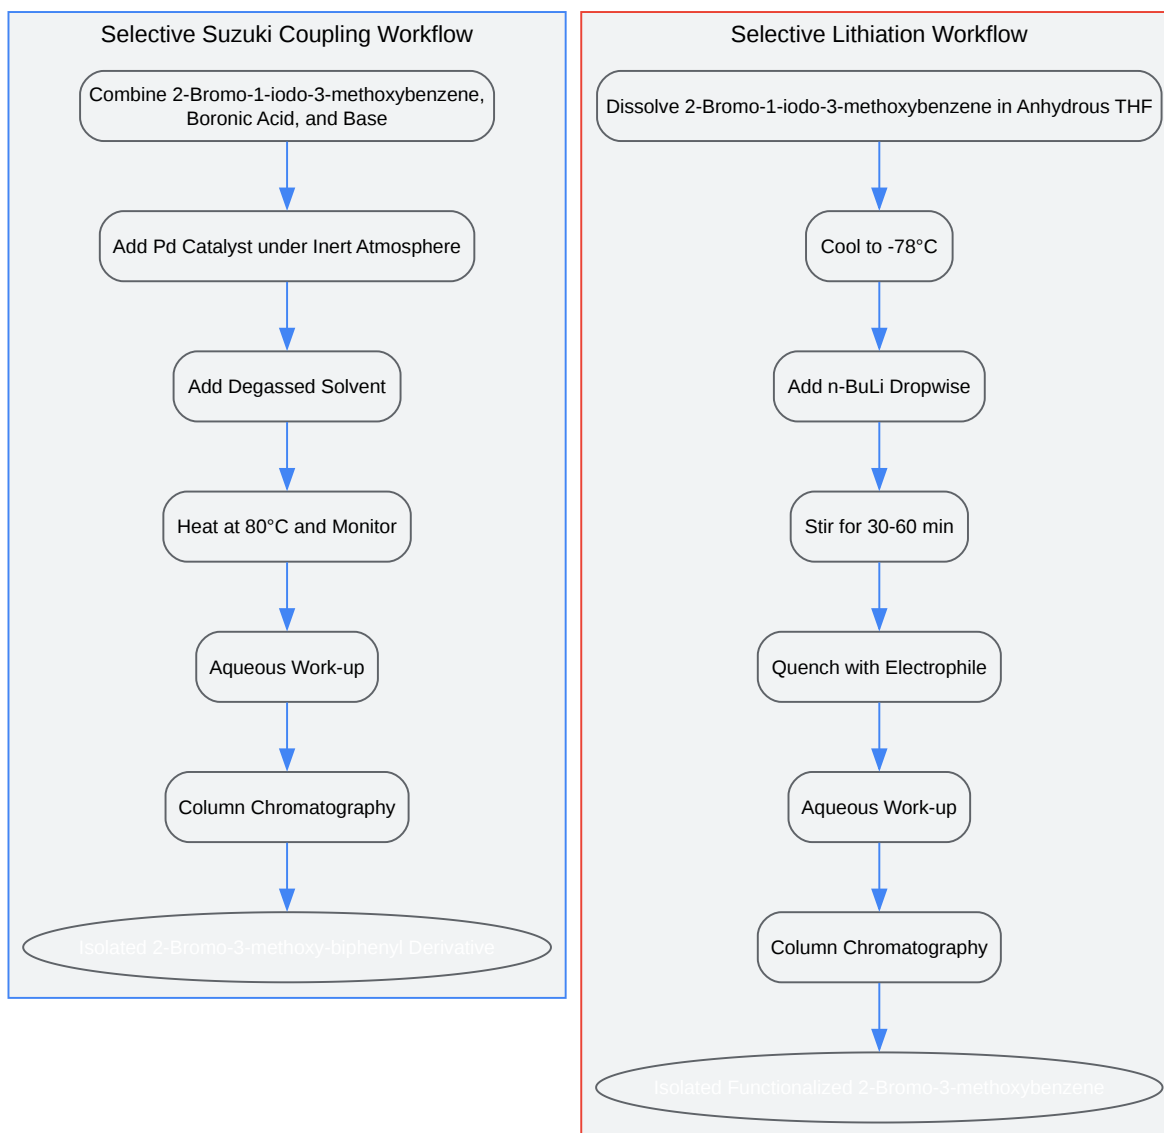 Selective Suzuki Coupling Workflow
Combine 2-Bromo-1-iodo-3-methoxybenzene,
Boronic Acid, and Base
Add Pd Catalyst under Inert Atmosphere
Add Degassed Solvent
Heat at 80°C and Monitor
Aqueous Work-up
Column Chromatography
Isolated 2-Bromo-3-methoxy-biphenyl Derivative
Selective Lithiation Workflow
Dissolve 2-Bromo-1-iodo-3-methoxybenzene in Anhydrous THF
Cool to -78°C
Add n-BuLi Dropwise
Stir for 30-60 min
Quench with Electrophile
Aqueous Work-up
Column Chromatography
Isolated Functionalized 2-Bromo-3-methoxybenzene